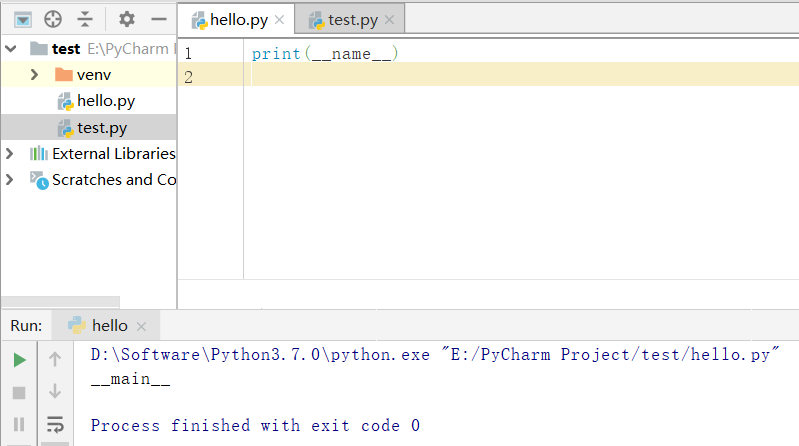 hello.py
test.py
test E:\PyCharm
venv
hello.py
test.py
External Libraries
Scratches and Co
1 print(__name__)
2
Run: hello
D:\Software\Python3.7.0\python.exe "E:/PyCharm Project/test/hello.py"
__main__
Process finished with exit code 0